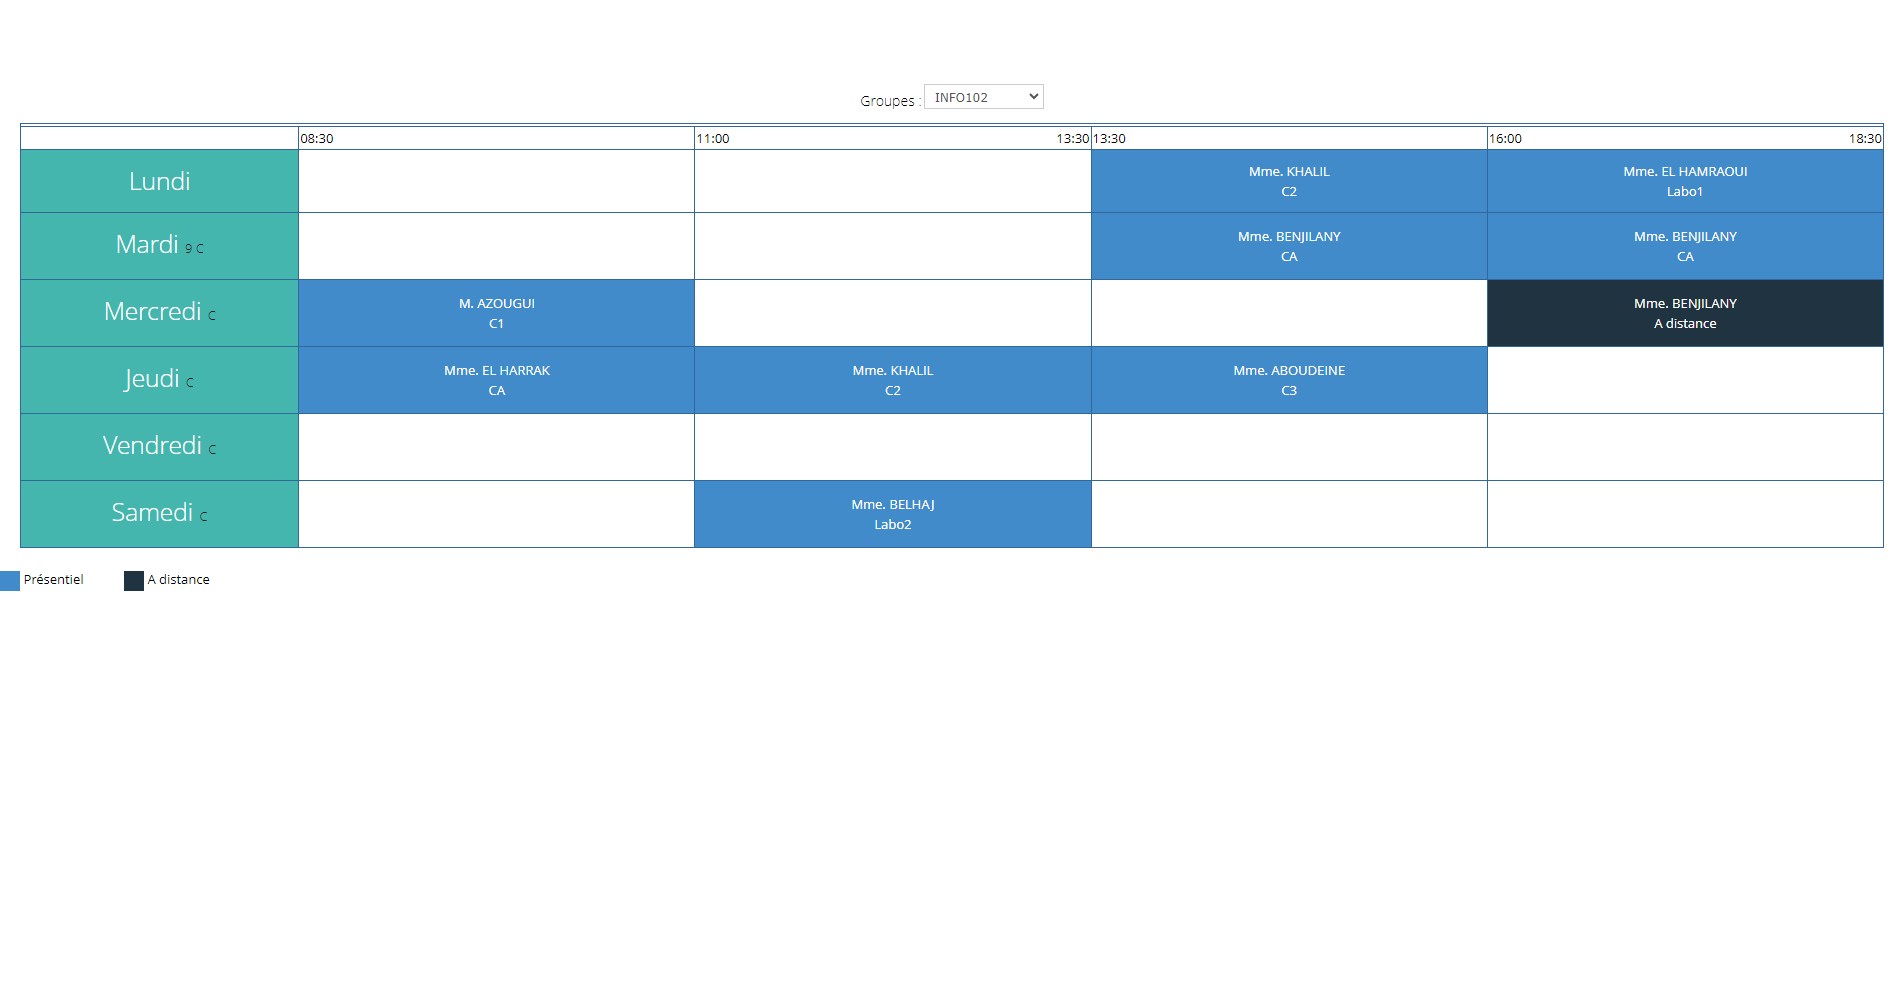 Groupes : INFO102
08:30 11:00 13:30 13:30 16:00 18:30
Lundi
Mme. KHALIL
C2
Mme. EL HAMRAOUI
Labo1
Mardi 9 C
Mme. BENJILANY
CA
Mme. BENJILANY
CA
Mercredi C
M. AZOUGUI
C1
Mme. BENJILANY
A distance
Jeudi C
Mme. EL HARRAK
CA
Mme. KHALIL
C2
Mme. ABOUDEINE
C3
Vendredi C
Samedi C
Mme. BELHAJ
Labo2
Présentiel A distance